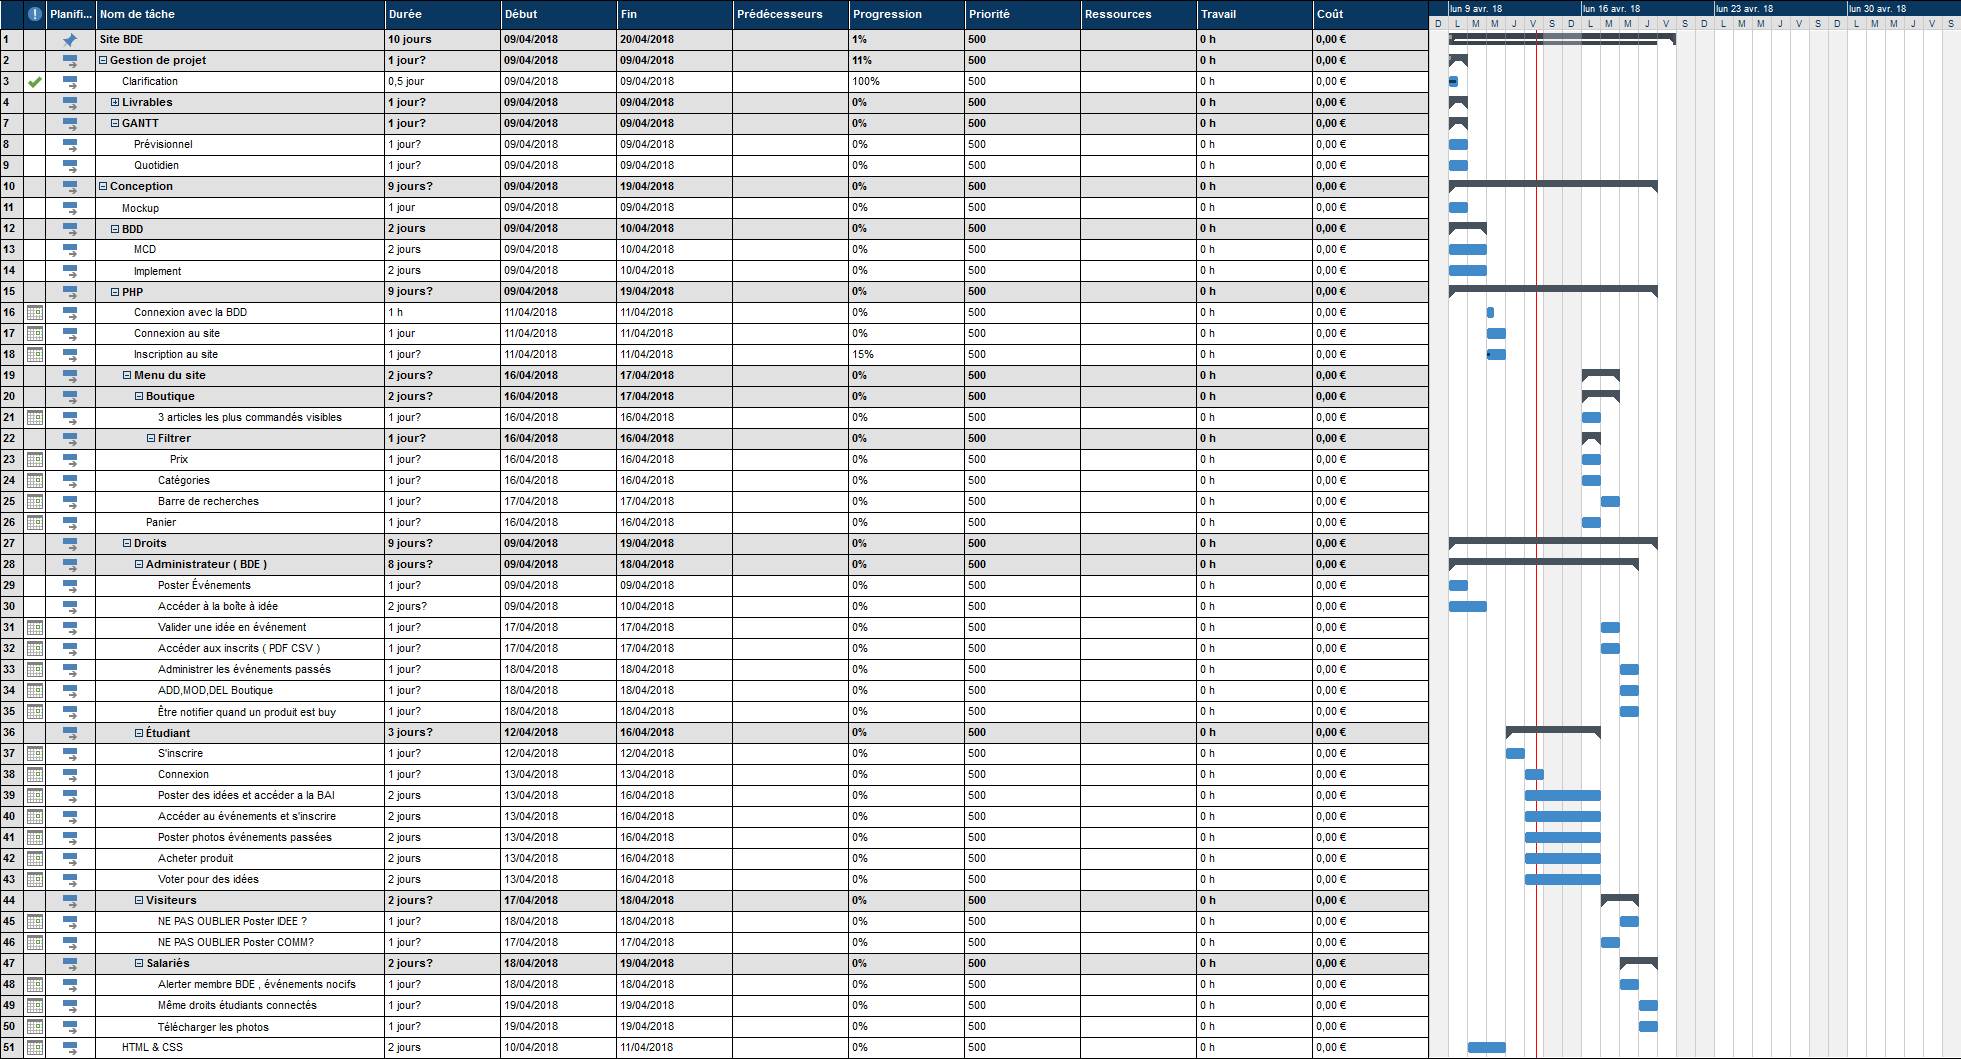 Planifi... Nom de tâche Durée Début Fin Prédécesseurs Progression Priorité Ressources Travail Coût lun 9 avr. 18 lun 16 avr. 18 lun 23 avr. 18 lun 30 avr. 18
D L M M J V S D L M M J V S D L M M J V S D L M M J V S
1 Site BDE 10 jours 09/04/2018 20/04/2018 1% 500 0 h 0,00 €
2 Gestion de projet 1 jour? 09/04/2018 09/04/2018 11% 500 0 h 0,00 €
3 Clarification 0,5 jour 09/04/2018 09/04/2018 100% 500 0 h 0,00 €
4 Livrables 1 jour? 09/04/2018 09/04/2018 0% 500 0 h 0,00 €
7 GANTT 1 jour? 09/04/2018 09/04/2018 0% 500 0 h 0,00 €
8 Prévisionnel 1 jour? 09/04/2018 09/04/2018 0% 500 0 h 0,00 €
9 Quotidien 1 jour? 09/04/2018 09/04/2018 0% 500 0 h 0,00 €
10 Conception 9 jours? 09/04/2018 19/04/2018 0% 500 0 h 0,00 €
11 Mockup 1 jour 09/04/2018 09/04/2018 0% 500 0 h 0,00 €
12 BDD 2 jours 09/04/2018 10/04/2018 0% 500 0 h 0,00 €
13 MCD 2 jours 09/04/2018 10/04/2018 0% 500 0 h 0,00 €
14 Implement 2 jours 09/04/2018 10/04/2018 0% 500 0 h 0,00 €
15 PHP 9 jours? 09/04/2018 19/04/2018 0% 500 0 h 0,00 €
16 Connexion avec la BDD 1 h 11/04/2018 11/04/2018 0% 500 0 h 0,00 €
17 Connexion au site 1 jour 11/04/2018 11/04/2018 0% 500 0 h 0,00 €
18 Inscription au site 1 jour? 11/04/2018 11/04/2018 15% 500 0 h 0,00 €
19 Menu du site 2 jours? 16/04/2018 17/04/2018 0% 500 0 h 0,00 €
20 Boutique 2 jours? 16/04/2018 17/04/2018 0% 500 0 h 0,00 €
21 3 articles les plus commandés visibles 1 jour? 16/04/2018 16/04/2018 0% 500 0 h 0,00 €
22 Filtrer 1 jour? 16/04/2018 16/04/2018 0% 500 0 h 0,00 €
23 Prix 1 jour? 16/04/2018 16/04/2018 0% 500 0 h 0,00 €
24 Catégories 1 jour? 16/04/2018 16/04/2018 0% 500 0 h 0,00 €
25 Barre de recherches 1 jour? 17/04/2018 17/04/2018 0% 500 0 h 0,00 €
26 Panier 1 jour? 16/04/2018 16/04/2018 0% 500 0 h 0,00 €
27 Droits 9 jours? 09/04/2018 19/04/2018 0% 500 0 h 0,00 €
28 Administrateur ( BDE ) 8 jours? 09/04/2018 18/04/2018 0% 500 0 h 0,00 €
29 Poster Événements 1 jour? 09/04/2018 09/04/2018 0% 500 0 h 0,00 €
30 Accéder à la boîte à idée 2 jours? 09/04/2018 10/04/2018 0% 500 0 h 0,00 €
31 Valider une idée en événement 1 jour? 17/04/2018 17/04/2018 0% 500 0 h 0,00 €
32 Accéder aux inscrits ( PDF CSV ) 1 jour? 17/04/2018 17/04/2018 0% 500 0 h 0,00 €
33 Administrer les événements passés 1 jour? 18/04/2018 18/04/2018 0% 500 0 h 0,00 €
34 ADD,MOD,DEL Boutique 1 jour? 18/04/2018 18/04/2018 0% 500 0 h 0,00 €
35 Être notifier quand un produit est buy 1 jour? 18/04/2018 18/04/2018 0% 500 0 h 0,00 €
36 Étudiant 3 jours? 12/04/2018 16/04/2018 0% 500 0 h 0,00 €
37 S'inscrire 1 jour? 12/04/2018 12/04/2018 0% 500 0 h 0,00 €
38 Connexion 1 jour? 13/04/2018 13/04/2018 0% 500 0 h 0,00 €
39 Poster des idées et accéder a la BAI 2 jours 13/04/2018 16/04/2018 0% 500 0 h 0,00 €
40 Accéder au événements et s'inscrire 2 jours 13/04/2018 16/04/2018 0% 500 0 h 0,00 €
41 Poster photos événements passées 2 jours 13/04/2018 16/04/2018 0% 500 0 h 0,00 €
42 Acheter produit 2 jours 13/04/2018 16/04/2018 0% 500 0 h 0,00 €
43 Voter pour des idées 2 jours 13/04/2018 16/04/2018 0% 500 0 h 0,00 €
44 Visiteurs 2 jours? 17/04/2018 18/04/2018 0% 500 0 h 0,00 €
45 NE PAS OUBLIER Poster IDEE ? 1 jour? 18/04/2018 18/04/2018 0% 500 0 h 0,00 €
46 NE PAS OUBLIER Poster COMM? 1 jour? 17/04/2018 17/04/2018 0% 500 0 h 0,00 €
47 Salariés 2 jours? 18/04/2018 19/04/2018 0% 500 0 h 0,00 €
48 Alerter membre BDE , événements nocifs 1 jour? 18/04/2018 18/04/2018 0% 500 0 h 0,00 €
49 Même droits étudiants connectés 1 jour? 19/04/2018 19/04/2018 0% 500 0 h 0,00 €
50 Télécharger les photos 1 jour? 19/04/2018 19/04/2018 0% 500 0 h 0,00 €
51 HTML & CSS 2 jours 10/04/2018 11/04/2018 0% 500 0 h 0,00 €